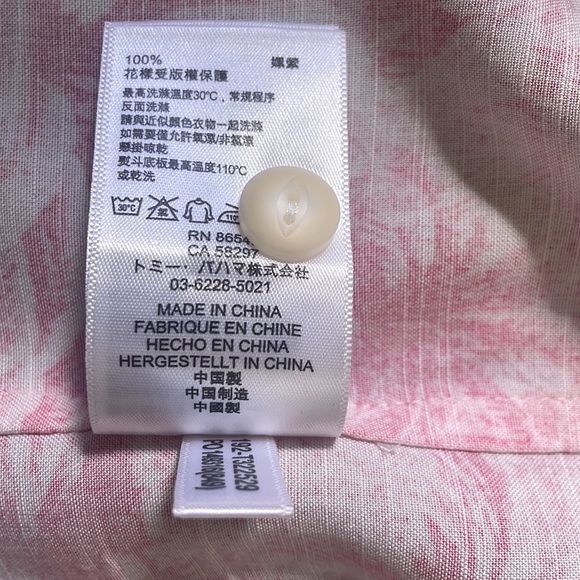 100% 嫘縈
花樣受版權保護
最高洗滌溫度30°C，常規程序
反面洗滌
請與近似顏色衣物一起洗滌
如需要僅允許氧漂/非氯漂
懸掛晾乾
熨斗底板最高溫度110°C
或乾洗
30°C
RN
CA 58297
トミー・バハマ株式会社
03-6228-5021
MADE IN CHINA
FABRIQUE EN CHINE
HECHO EN CHINA
HERGESTELLT IN CHINA
中国製
中国制造
中國製
192-T322529